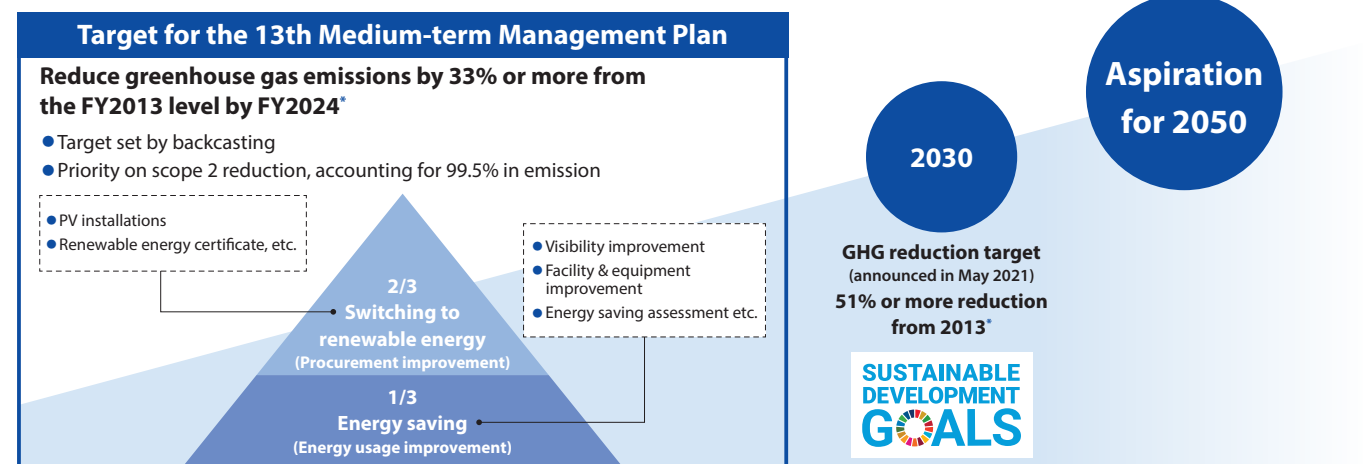 Target for the 13th Medium-term Management Plan
Reduce greenhouse gas emissions by 33% or more from
the FY2013 level by FY2024*
● Target set by backcasting
● Priority on scope 2 reduction, accounting for 99.5% in emission
● PV installations
● Renewable energy certificate, etc.
● Visibility improvement
● Facility & equipment
improvement
● Energy saving assessment etc.
2/3
Switching to
renewable energy
(Procurement improvement)
1/3
Energy saving
(Energy usage improvement)
2030
GHG reduction target
(announced in May 2021)
51% or more reduction
from 2013*
SUSTAINABLE
DEVELOPMENT
GOALS
Aspiration
for 2050